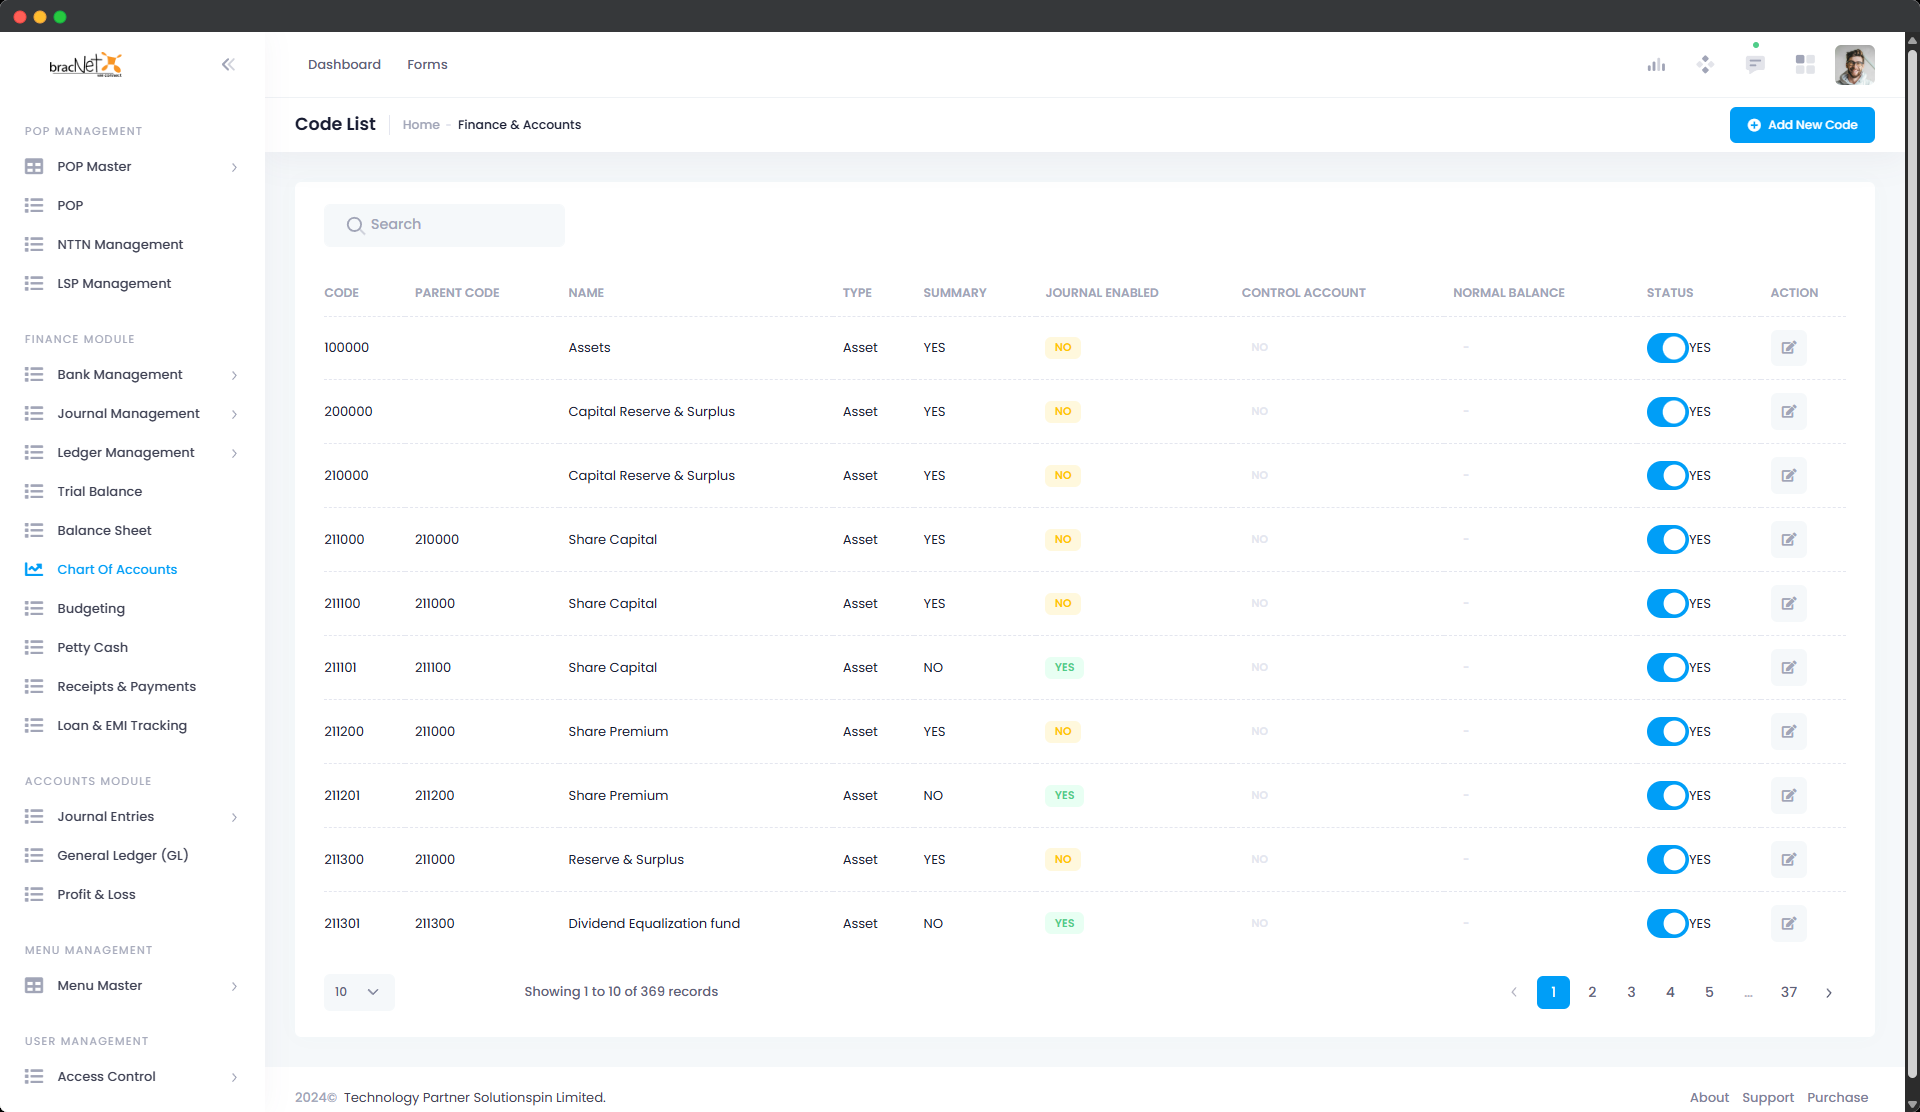 bracNet
Dashboard Forms
Code List Home - Finance & Accounts
Add New Code
POP MANAGEMENT
POP Master
POP
NTTN Management
LSP Management
FINANCE MODULE
Bank Management
Journal Management
Ledger Management
Trial Balance
Balance Sheet
Chart Of Accounts
Budgeting
Petty Cash
Receipts & Payments
Loan & EMI Tracking
ACCOUNTS MODULE
Journal Entries
General Ledger (GL)
Profit & Loss
MENU MANAGEMENT
Menu Master
USER MANAGEMENT
Access Control
Search
CODE PARENT CODE NAME TYPE SUMMARY JOURNAL ENABLED CONTROL ACCOUNT NORMAL BALANCE STATUS ACTION
100000 Assets Asset YES NO NO - YES
200000 Capital Reserve & Surplus Asset YES NO NO - YES
210000 Capital Reserve & Surplus Asset YES NO NO - YES
211000 210000 Share Capital Asset YES NO NO - YES
211100 211000 Share Capital Asset YES NO NO - YES
211101 211100 Share Capital Asset NO YES NO - YES
211200 211000 Share Premium Asset YES NO NO - YES
211201 211200 Share Premium Asset NO YES NO - YES
211300 211000 Reserve & Surplus Asset YES NO NO - YES
211301 211300 Dividend Equalization fund Asset NO YES NO - YES
10 Showing 1 to 10 of 369 records 1 2 3 4 5 ... 37
2024© Technology Partner Solutionspin Limited. About Support Purchase